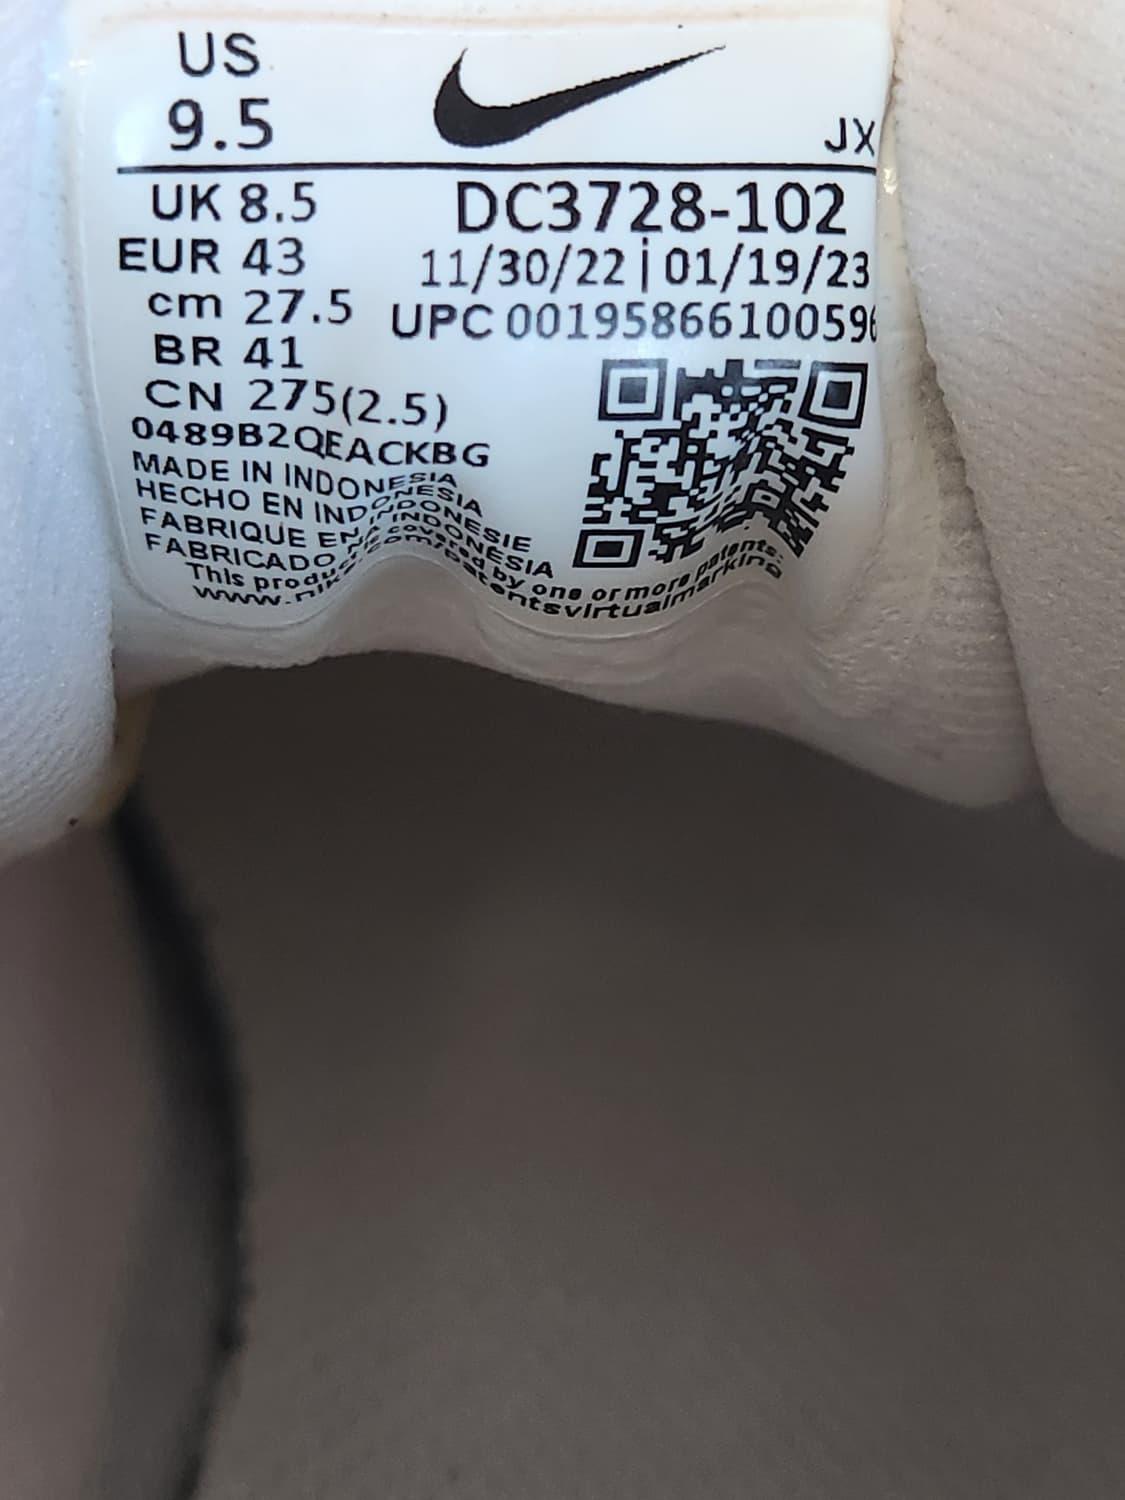 US
9.5
JX
UK 8.5
EUR 43
cm 27.5
BR 41
CN 275(2.5)
DC3728-102
11/30/22|01/19/23
UPC 00195866100596
0489B2QEACKBG
MADE IN INDONESIA
HECHO EN INDONESIA
FABRIQUE EN INDONESIE
FABRICADO INDONÉSIA
This product is covered by one or more patents:
www.nike.com/patentsvirtualmarking